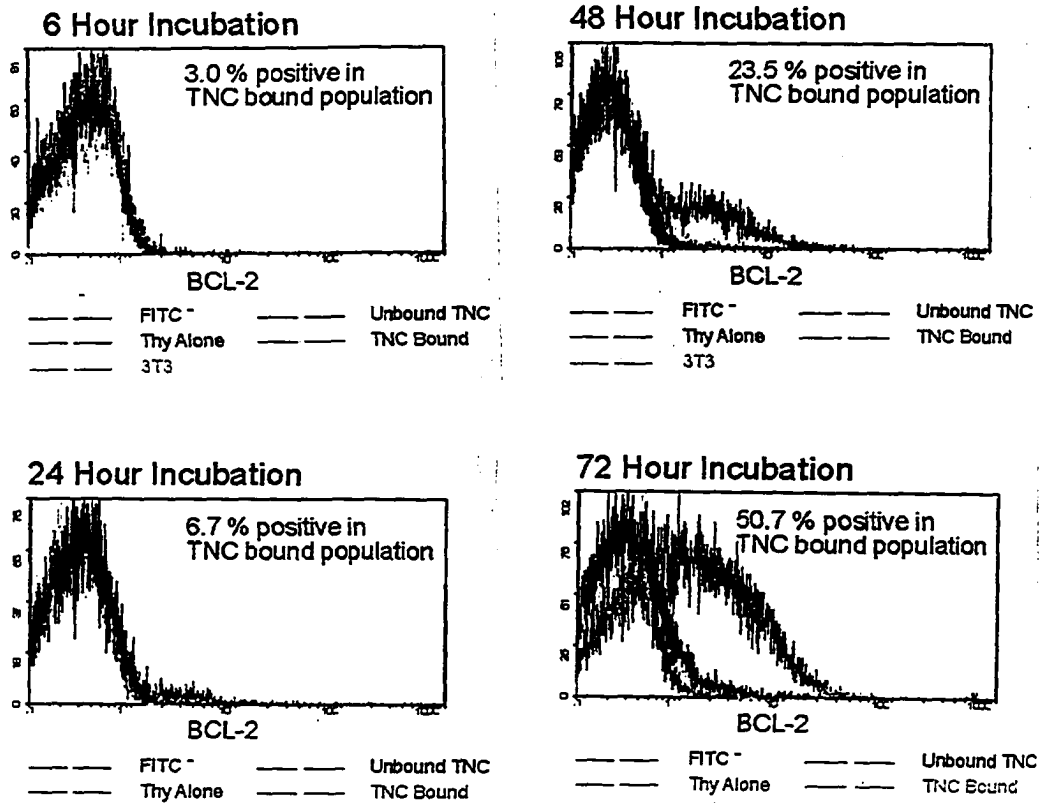 6 Hour Incubation
3.0 % positive in
TNC bound population
0
BCL-2
FITC - Unbound TNC
Thy Alone TNC Bound
3T3
48 Hour Incubation
23.5 % positive in
TNC bound population
0
BCL-2
FITC - Unbound TNC
Thy Alone TNC Bound
3T3
24 Hour Incubation
6.7 % positive in
TNC bound population
0
BCL-2
FITC - Unbound TNC
Thy Alone TNC Bound
72 Hour Incubation
50.7 % positive in
TNC bound population
0
BCL-2
FITC - Unbound TNC
Thy Alone TNC Bound